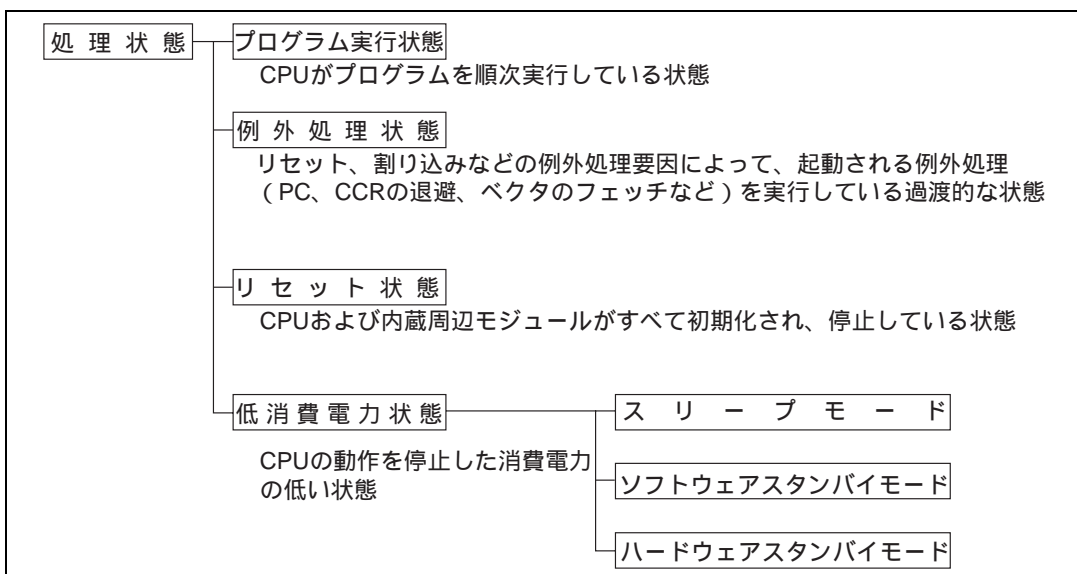 処理状態
プログラム実行状態
CPUがプログラムを順次実行している状態
例外処理状態
リセット、割り込みなどの例外処理要因によって、起動される例外処理
(PC、CCRの退避、ベクタのフェッチなど)を実行している過渡的な状態
リセット状態
CPUおよび内蔵周辺モジュールがすべて初期化され、停止している状態
低消費電力状態
CPUの動作を停止した消費電力
の低い状態
スリープモード
ソフトウェアスタンバイモード
ハードウェアスタンバイモード